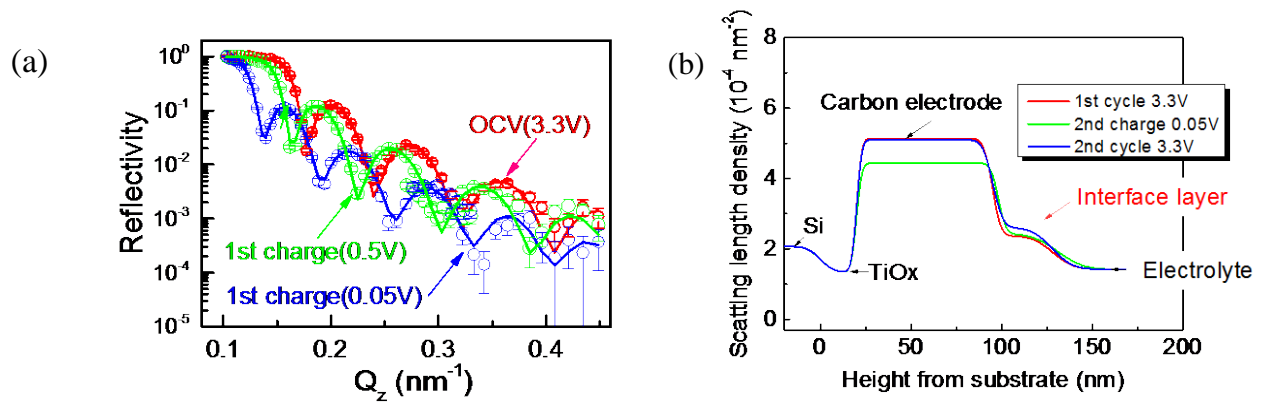 (a)
Reflectivity
10^0
10^-1
10^-2
10^-3
10^-4
10^-5
OCV(3.3V)
1st charge(0.5V)
1st charge(0.05V)
0.1 0.2 0.3 0.4
Q_z (nm^-1)
(b)
Scatting length density (10^-4 nm^-2)
8
6
4
2
0
Carbon electrode
1st cycle 3.3V
2nd charge 0.05V
2nd cycle 3.3V
Interface layer
Si
TiOx
Electrolyte
0 50 100 150 200
Height from substrate (nm)